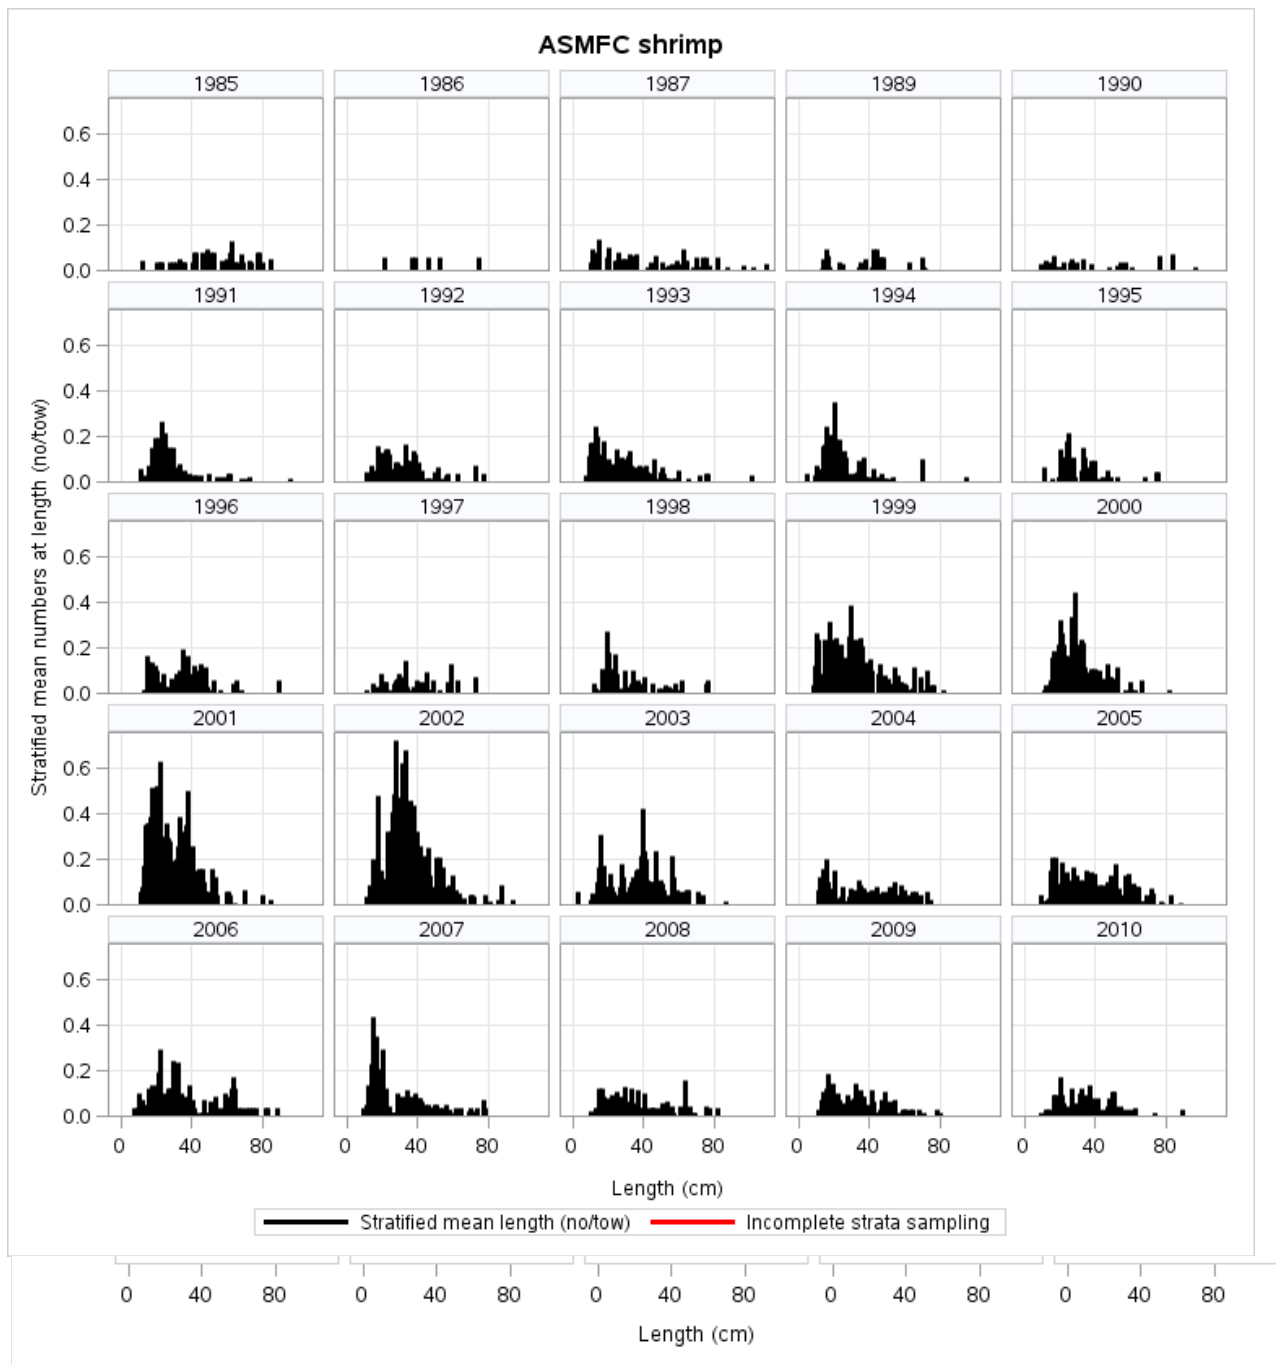 ASMFC shrimp
1985 1986 1987 1989 1990
0.6
0.4
0.2
0.0
1991 1992 1993 1994 1995
0.6
0.4
0.2
0.0
1996 1997 1998 1999 2000
0.6
0.4
0.2
0.0
2001 2002 2003 2004 2005
0.6
0.4
0.2
0.0
2006 2007 2008 2009 2010
0.6
0.4
0.2
0.0
Stratified mean numbers at length (no/tow)
0 40 80 0 40 80 0 40 80 0 40 80 0 40 80
Length (cm)
Stratified mean length (no/tow) Incomplete strata sampling
0 40 80 0 40 80 0 40 80 0 40 80 0 40 80
Length (cm)